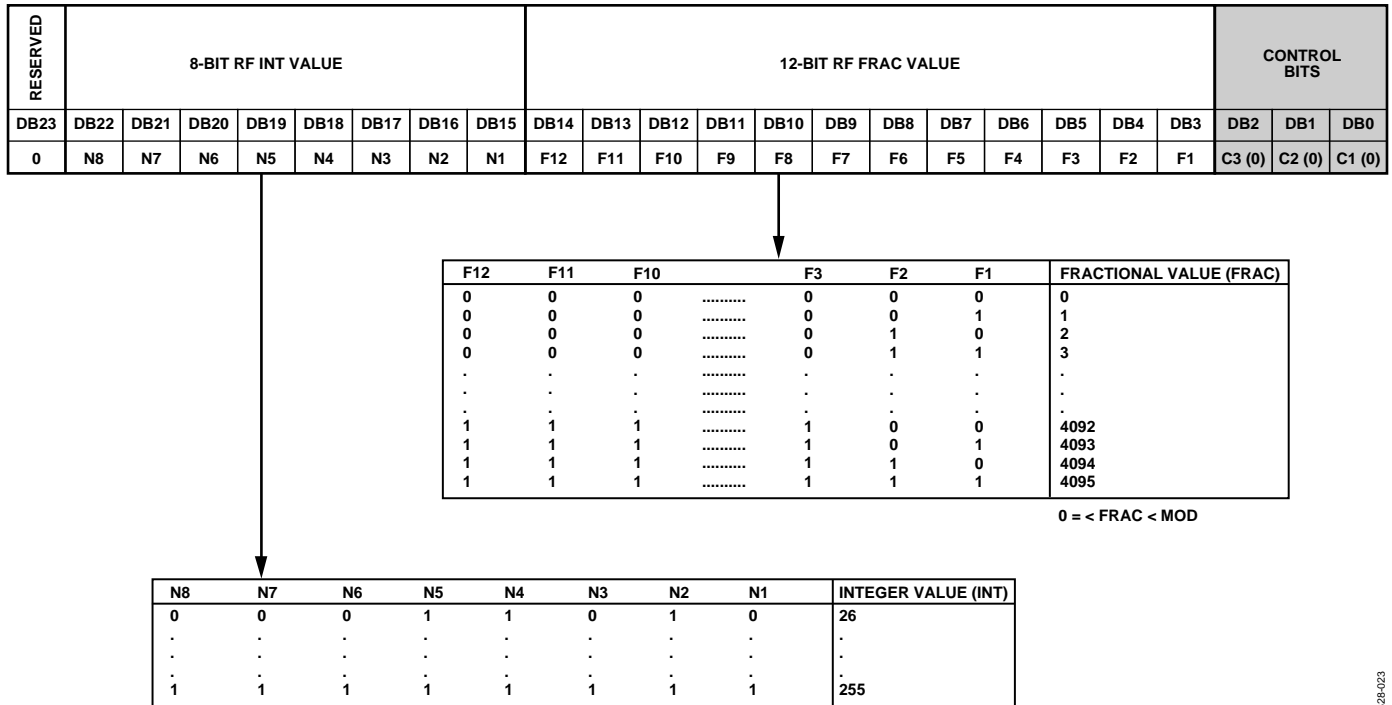 RESERVED
8-BIT RF INT VALUE
12-BIT RF FRAC VALUE
CONTROL
BITS
DB23 DB22 DB21 DB20 DB19 DB18 DB17 DB16 DB15 DB14 DB13 DB12 DB11 DB10 DB9 DB8 DB7 DB6 DB5 DB4 DB3 DB2 DB1 DB0
0 N8 N7 N6 N5 N4 N3 N2 N1 F12 F11 F10 F9 F8 F7 F6 F5 F4 F3 F2 F1 C3 (0) C2 (0) C1 (0)
F12 F11 F10 F3 F2 F1 FRACTIONAL VALUE (FRAC)
0 0 0 .......... 0 0 0 0
0 0 0 .......... 0 0 1 1
0 0 0 .......... 0 1 0 2
0 0 0 .......... 0 1 1 3
. . . .......... . . . .
. . . .......... . . . .
. . . .......... . . . .
1 1 1 .......... 1 0 0 4092
1 1 1 .......... 1 0 1 4093
1 1 1 .......... 1 1 0 4094
1 1 1 .......... 1 1 1 4095
0 = < FRAC < MOD
N8 N7 N6 N5 N4 N3 N2 N1 INTEGER VALUE (INT)
0 0 0 1 1 0 1 0 26
. . . . . . . . .
. . . . . . . . .
. . . . . . . . .
1 1 1 1 1 1 1 1 255
28-023